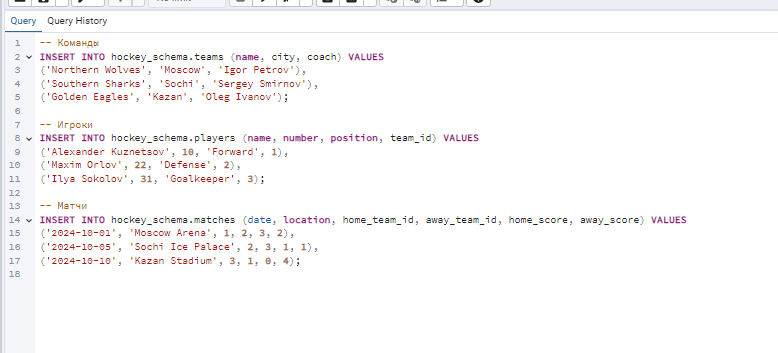 Query Query History
1 -- Команды
2 INSERT INTO hockey_schema.teams (name, city, coach) VALUES
3 ('Northern Wolves', 'Moscow', 'Igor Petrov'),
4 ('Southern Sharks', 'Sochi', 'Sergey Smirnov'),
5 ('Golden Eagles', 'Kazan', 'Oleg Ivanov');
6
7 -- Игроки
8 INSERT INTO hockey_schema.players (name, number, position, team_id) VALUES
9 ('Alexander Kuznetsov', 10, 'Forward', 1),
10 ('Maxim Orlov', 22, 'Defense', 2),
11 ('Ilya Sokolov', 31, 'Goalkeeper', 3);
12
13 -- Матчи
14 INSERT INTO hockey_schema.matches (date, location, home_team_id, away_team_id, home_score, away_score) VALUES
15 ('2024-10-01', 'Moscow Arena', 1, 2, 3, 2),
16 ('2024-10-05', 'Sochi Ice Palace', 2, 3, 1, 1),
17 ('2024-10-10', 'Kazan Stadium', 3, 1, 0, 4);
18